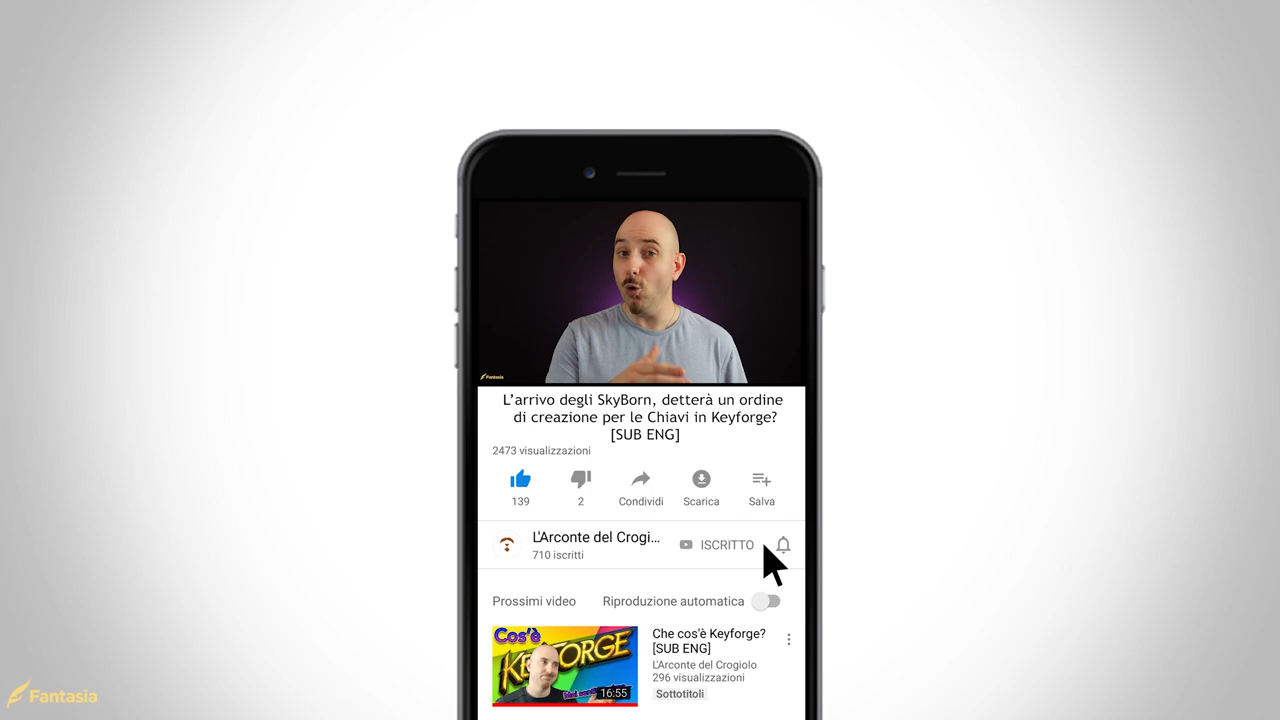 Fantasia
L'arrivo degli SkyBorn, detterà un ordine
di creazione per le Chiavi in Keyforge?
[SUB ENG]
2473 visualizzazioni
139
2
Condividi
Scarica
Salva
L'Arconte del Crogi...
ISCRITTO
710 iscritti
Prossimi video
Riproduzione automatica
Cos'è
KEYFORGE
16:55
Che cos'è Keyforge?
[SUB ENG]
L'Arconte del Crogiolo
296 visualizzazioni
Sottotitoli
Fantasia